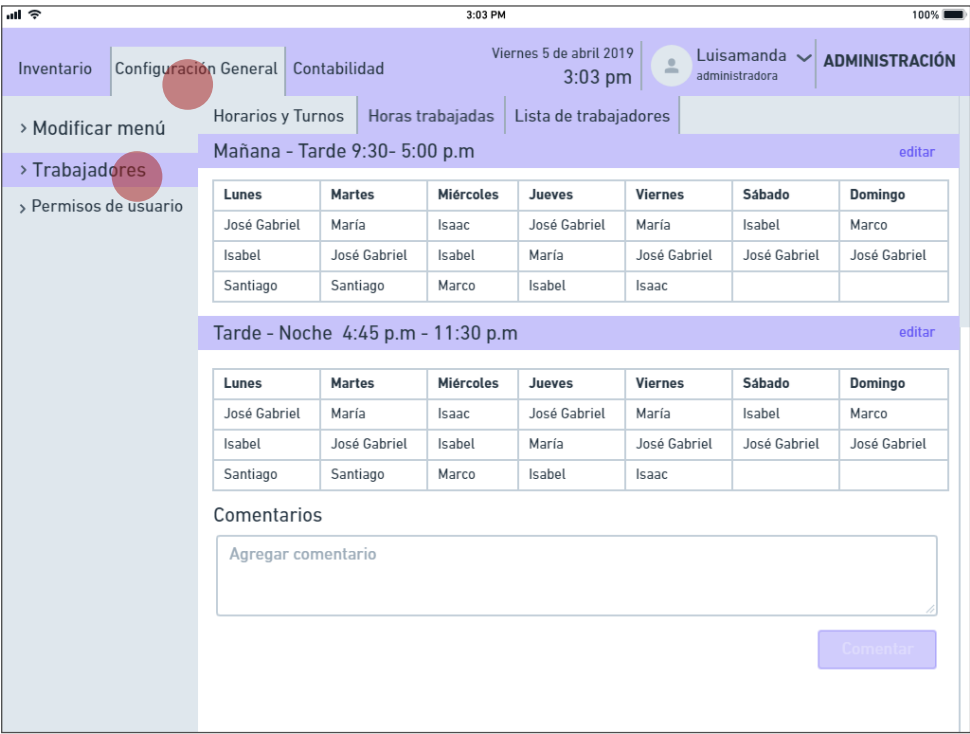 3:03 PM 100%
Inventario Configuración General Contabilidad Viernes 5 de abril 2019 Luisamanda ADMINISTRACIÓN
3:03 pm administradora
> Modificar menú
> Trabajadores
> Permisos de usuario
Horarios y Turnos Horas trabajadas Lista de trabajadores
Mañana - Tarde 9:30- 5:00 p.m editar
Lunes Martes Miércoles Jueves Viernes Sábado Domingo
José Gabriel María Isaac José Gabriel María Isabel Marco
Isabel José Gabriel Isabel María José Gabriel José Gabriel José Gabriel
Santiago Santiago Marco Isabel Isaac
Tarde - Noche 4:45 p.m - 11:30 p.m editar
Lunes Martes Miércoles Jueves Viernes Sábado Domingo
José Gabriel María Isaac José Gabriel María Isabel Marco
Isabel José Gabriel Isabel María José Gabriel José Gabriel José Gabriel
Santiago Santiago Marco Isabel Isaac
Comentarios
Agregar comentario
Comentar